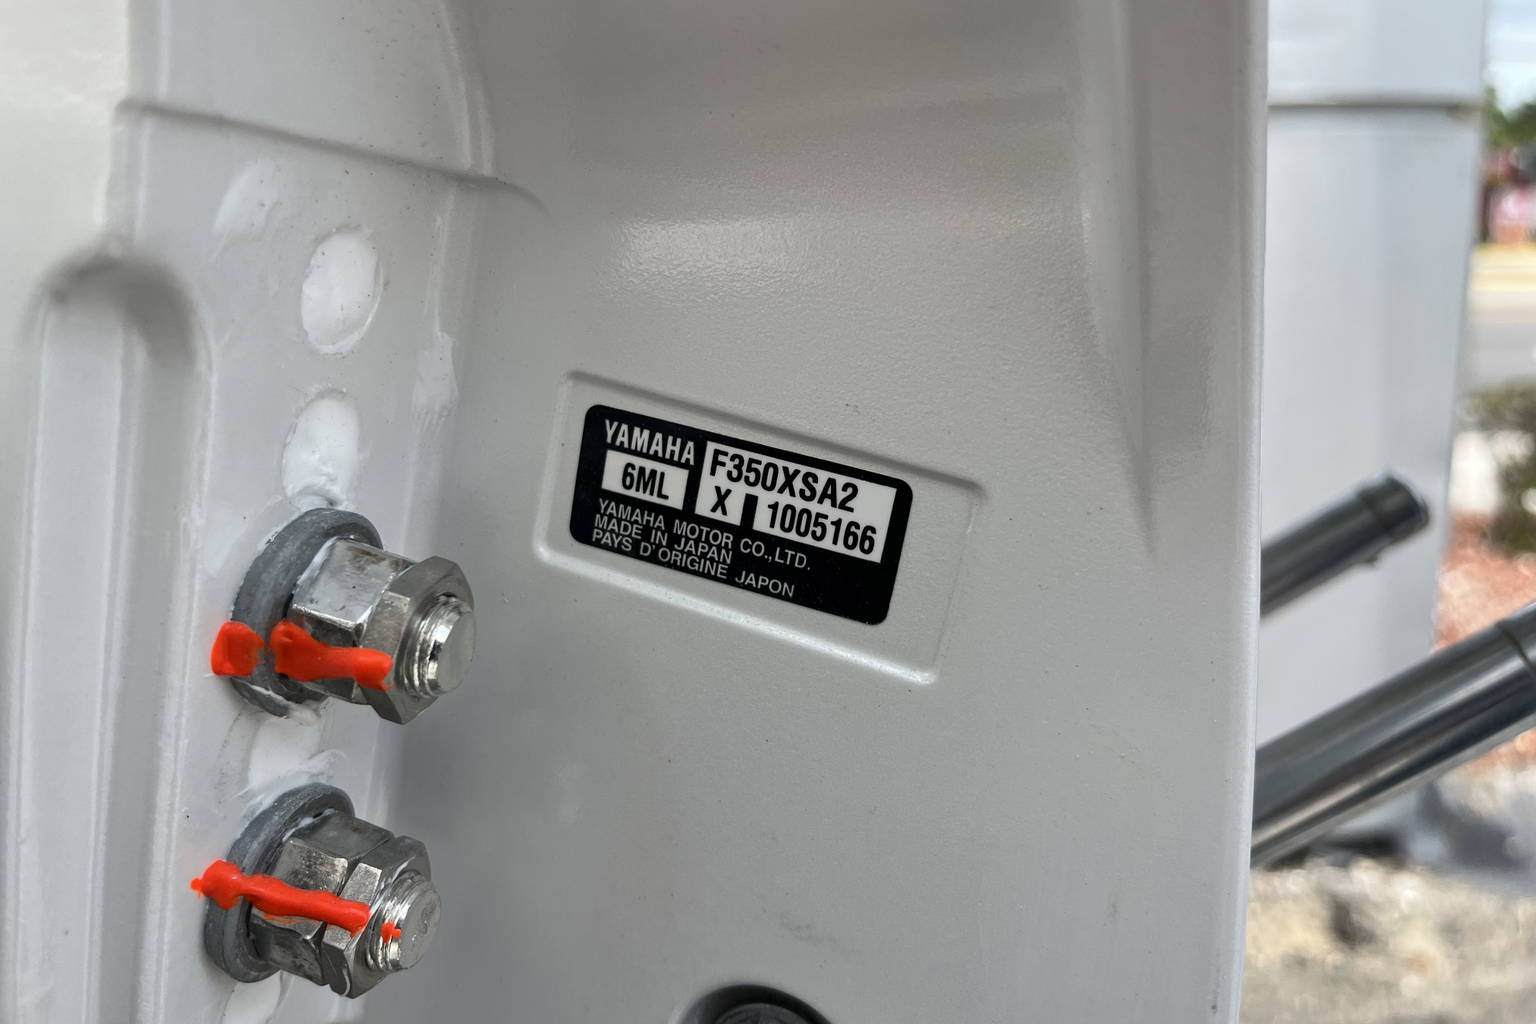 YAMAHA
F350XSA2
6ML
X 1005166
YAMAHA MOTOR CO.,LTD.
MADE IN JAPAN
PAYS D'ORIGINE JAPON